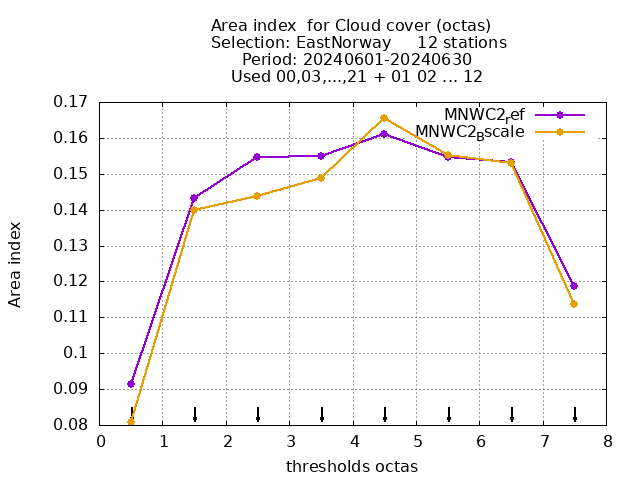 Area index  for Cloud cover (octas)
Selection: EastNorway     12 stations
Period: 20240601-20240630
Used 00,03,...,21 + 01 02 ... 12
MNWC2_ref
MNWC2_Bscale
0.17
0.16
0.15
0.14
0.13
0.12
0.11
0.1
0.09
0.08
Area index
0 1 2 3 4 5 6 7 8
thresholds octas